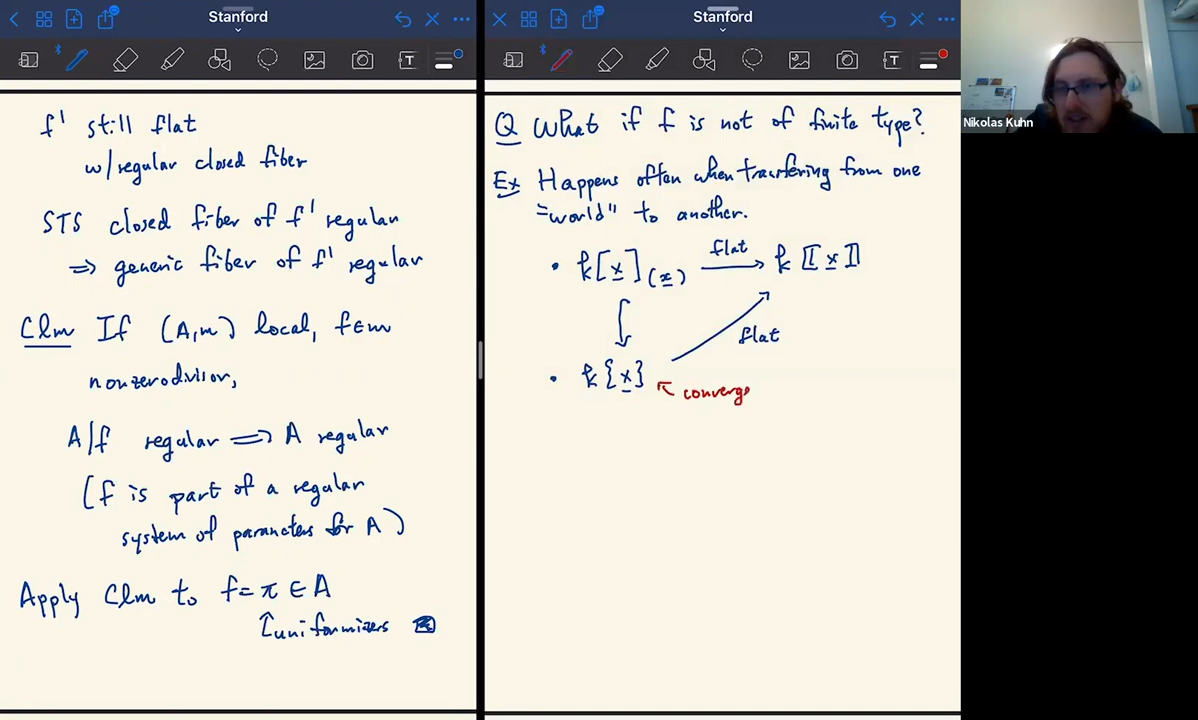 Stanford
f' still flat
w/regular closed fiber
STS closed fiber of f' regular
⟹ generic fiber of f' regular
Clm If (A,m) local, f∈m
nonzerodivisor,
A/f regular ⟹ A regular
(f is part of a regular
system of parameters for A)
Apply Clm to f=π∈A
↑uniformizers
Stanford
Q What if f is not of finite type?
Ex Happens often when transfering from one
"world" to another.
• k[x](x) flat→ k[[x]]
flat
• k{x} ← converge
Nikolas Kuhn
T
T